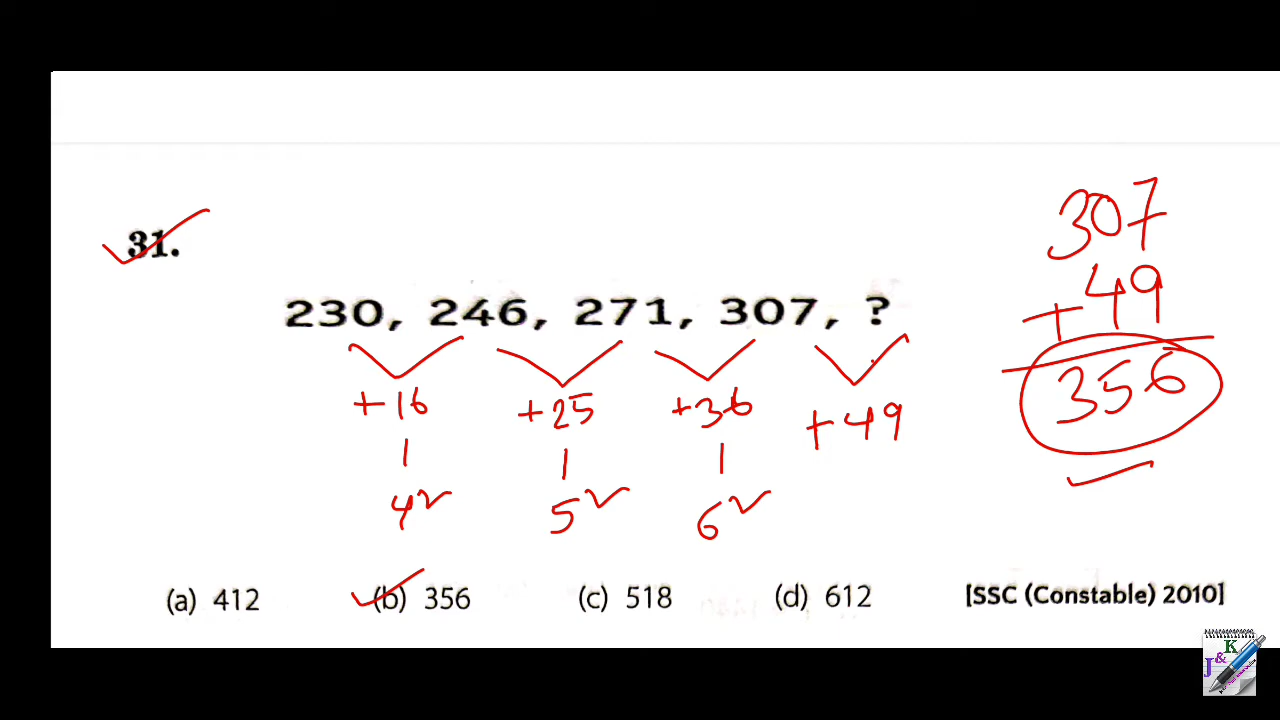 31.
230, 246, 271, 307, ?
+16 +25 +36 +49
4² 5² 6²
307
+49
356
(a) 412 (b) 356 (c) 518 (d) 612 [SSC (Constable) 2010]
J&K